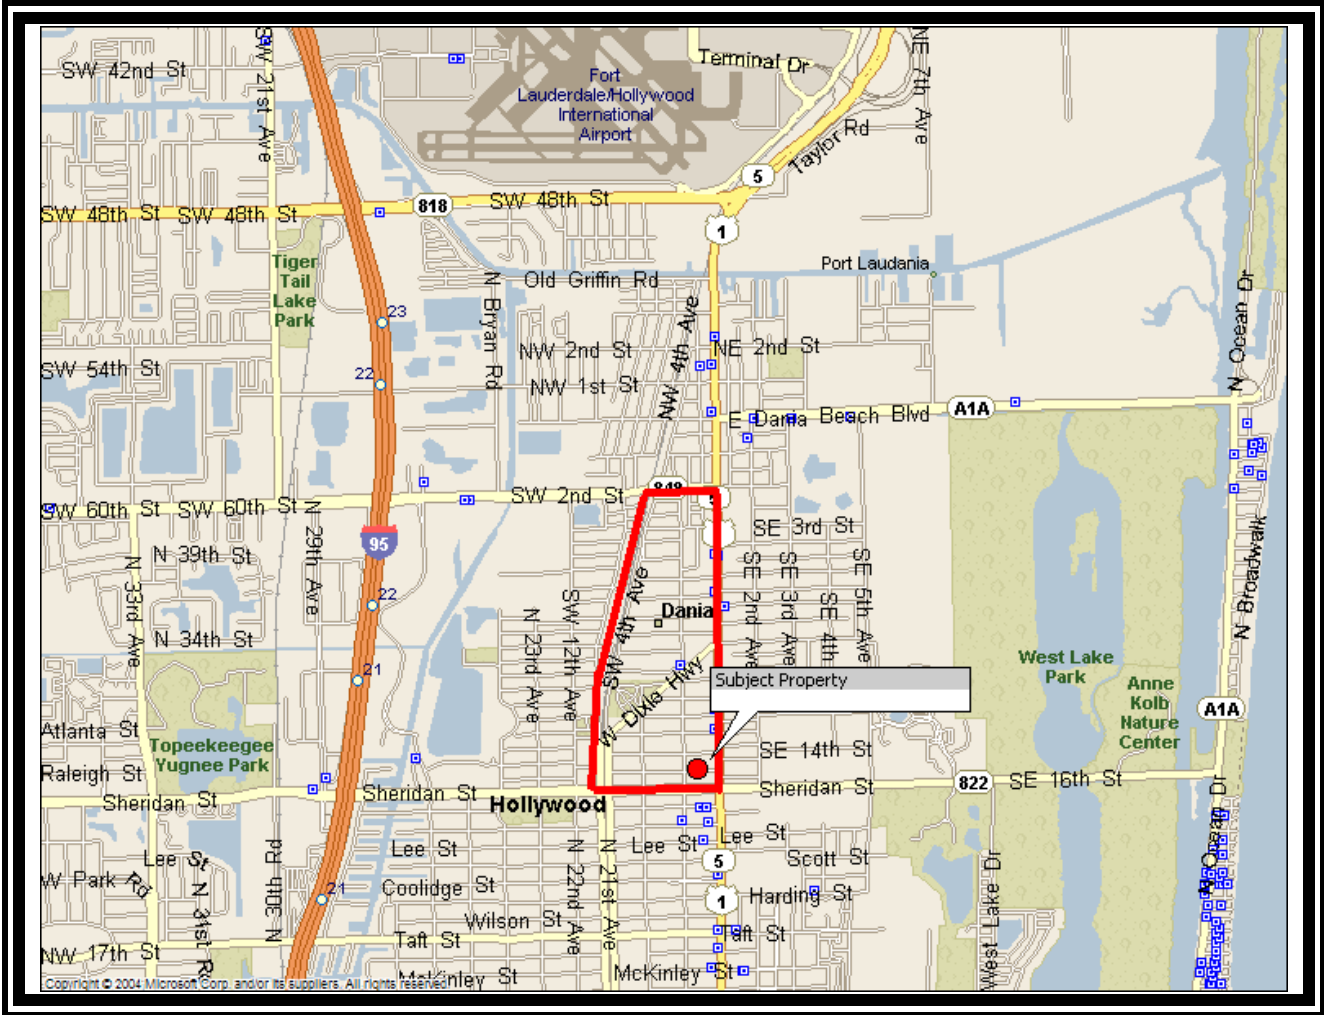 SW 42nd St
SW 21st Ave
Terminal Dr
NE 7th Ave
Fort
Lauderdale/Hollywood
International
Airport
Taylor Rd
5
818
SW 48th St
SW 48th St
SW 48th St
1
Tiger
Tail
Lake
Park
N Bryan Rd
Old Griffin Rd
Port Laudania
N Ocean Dr
23
NW 4th Ave
NW 2nd St
NE 2nd St
SW 54th St
22
NW 1st St
E Dania Beach Blvd
A1A
SW 60th St
SW 60th St
SW 2nd St
848
5
N 29th Ave
95
SE 3rd St
N 39th St
N 33rd Ave
SW 4th Ave
SE 2nd Ave
SE 3rd Ave
SE 4th
SE 5th Ave
N Broadwalk
22
N 34th St
N 23rd Ave
SW 12th Ave
Dania
21
W Dixie Hwy
Subject Property
West Lake
Park
Anne
Kolb
Nature
Center
A1A
Atlanta St
Topeekeegee
Yugnee Park
SE 14th St
Raleigh St
Sheridan St
Sheridan St
Hollywood
Sheridan St
822
SE 16th St
N Ocean Dr
Lee St
Lee St
Lee St
Lee St
Scott St
5
W Park Rd
N 31st Rd
N 30th Rd
21
Coolidge St
N 22nd Ave
N 21st Ave
1
Harding St
West Lake Dr
Wilson St
Taft St
Taft St
NW 17th St
McKinley St
McKinley St
Copyright © 2004 Microsoft Corp. and/or its suppliers. All rights reserved.